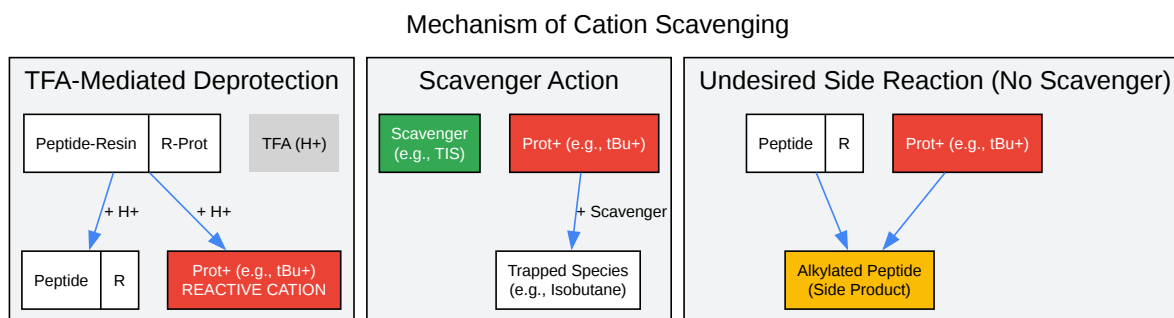 Mechanism of Cation Scavenging
TFA-Mediated Deprotection
Peptide-Resin
R-Prot
TFA (H+)
+ H+
+ H+
Peptide
R
Prot+ (e.g., tBu+)
REACTIVE CATION
Scavenger Action
Scavenger
(e.g., TIS)
Prot+ (e.g., tBu+)
+ Scavenger
Trapped Species
(e.g., Isobutane)
Undesired Side Reaction (No Scavenger)
Peptide
R
Prot+ (e.g., tBu+)
Alkylated Peptide
(Side Product)